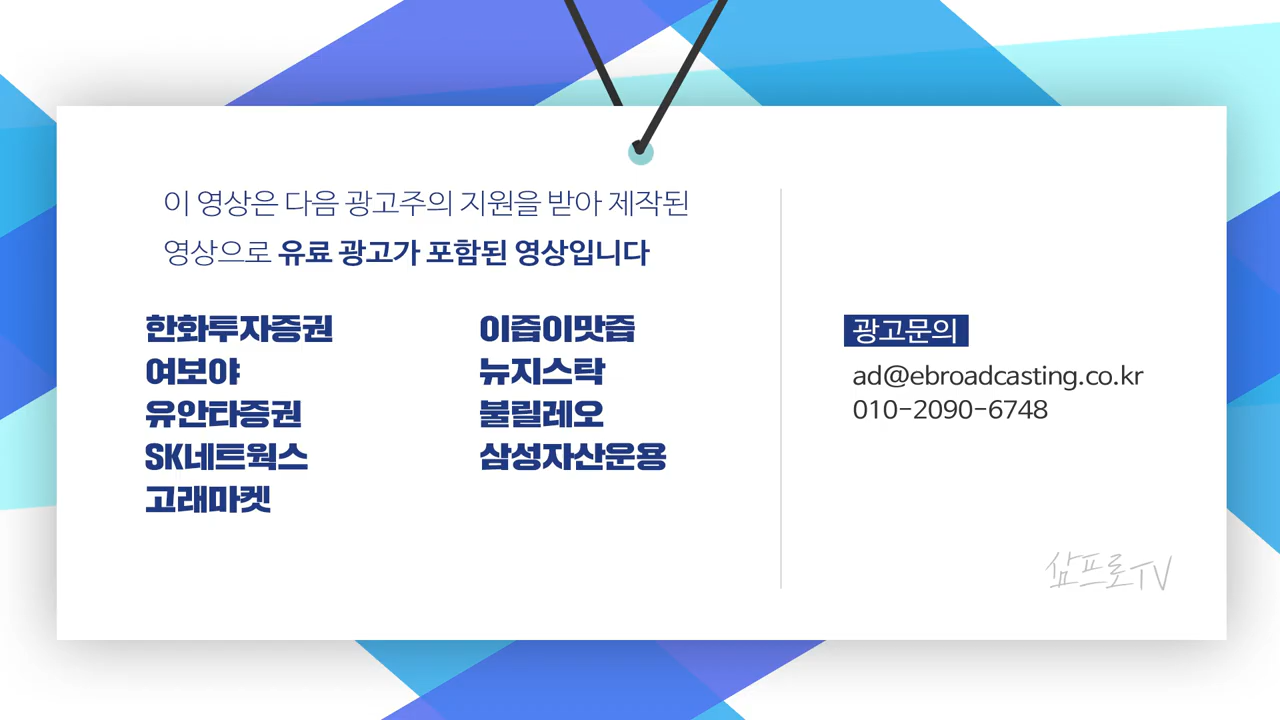 이 영상은 다음 광고주의 지원을 받아 제작된
영상으로 유료 광고가 포함된 영상입니다
한화투자증권
여보야
유안타증권
SK네트웍스
고래마켓
이즙이맛즙
뉴지스탁
불릴레오
삼성자산운용
광고문의
ad@ebroadcasting.co.kr
010-2090-6748
삼프로TV